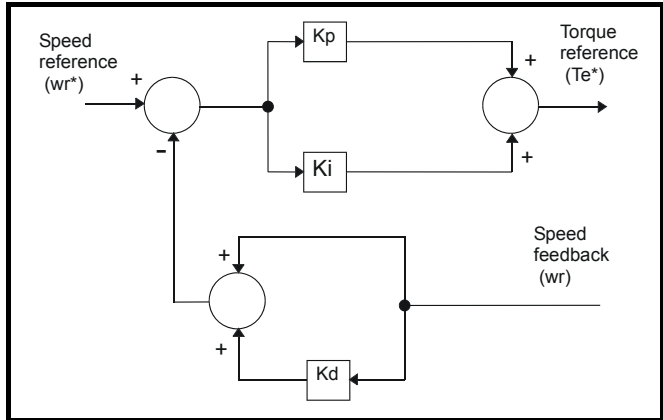 Speed
reference
(wr*)
+
-
Kp
Ki
+
+
Torque
reference
(Te*)
Speed
feedback
(wr)
+
+
Kd